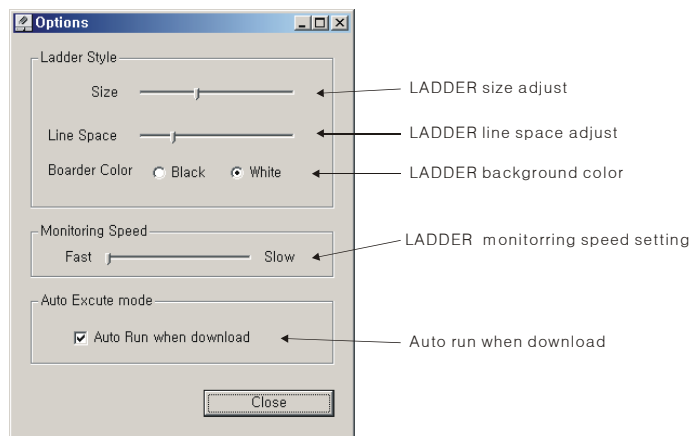 Options
Ladder Style
Size
LADDER size adjust
Line Space
LADDER line space adjust
Boarder Color Black White
LADDER background color
Monitoring Speed
Fast Slow
LADDER monitorring speed setting
Auto Excute mode
Auto Run when download
Auto run when download
Close